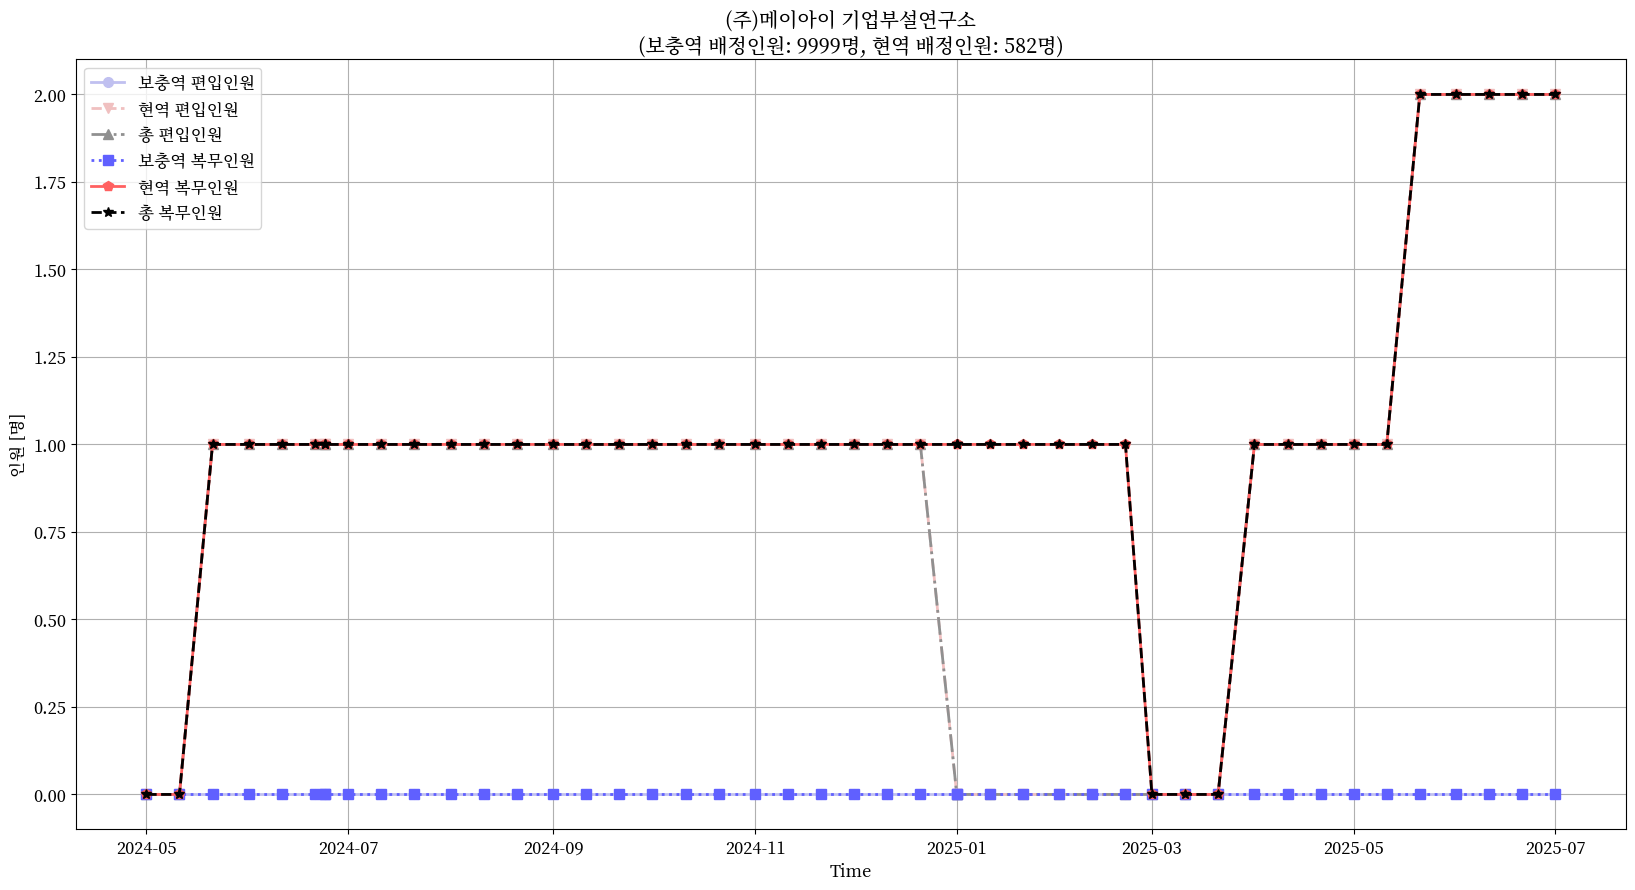 (주)메이아이 기업부설연구소
(보충역 배정인원: 9999명, 현역 배정인원: 582명)
보충역 편입인원
현역 편입인원
총 편입인원
보충역 복무인원
현역 복무인원
총 복무인원
2.00
1.75
1.50
1.25
1.00
0.75
0.50
0.25
0.00
인원 [명]
2024-05
2024-07
2024-09
2024-11
2025-01
2025-03
2025-05
2025-07
Time